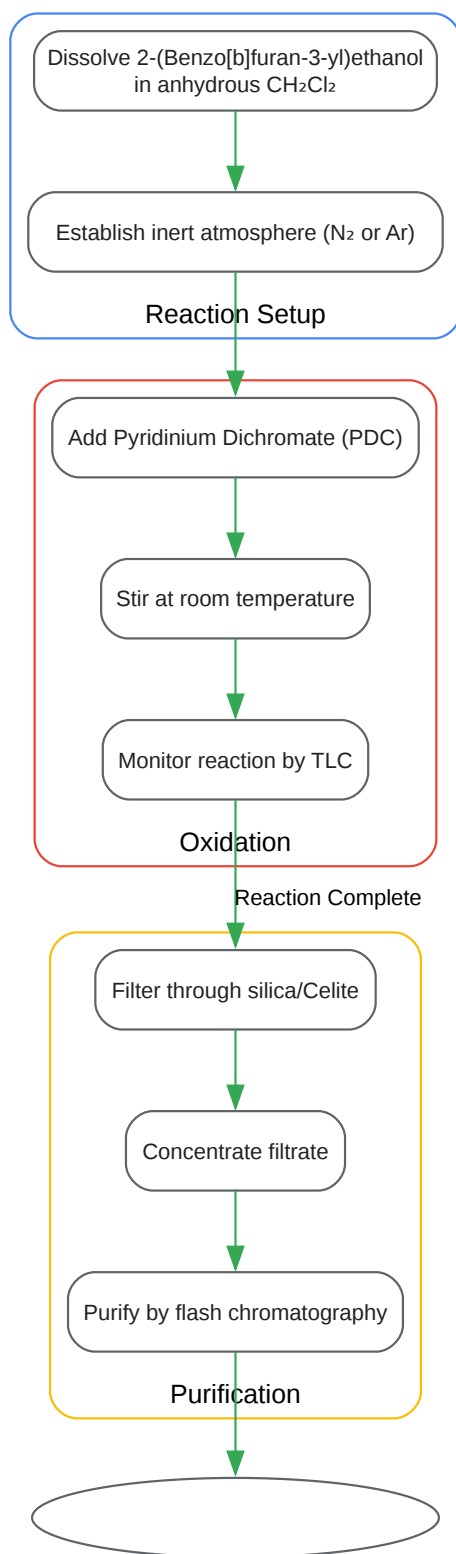 Dissolve 2-(Benzo[b]furan-3-yl)ethanol
in anhydrous CH₂Cl₂
Establish inert atmosphere (N₂ or Ar)
Reaction Setup
Add Pyridinium Dichromate (PDC)
Stir at room temperature
Monitor reaction by TLC
Oxidation
Reaction Complete
Filter through silica/Celite
Concentrate filtrate
Purify by flash chromatography
Purification